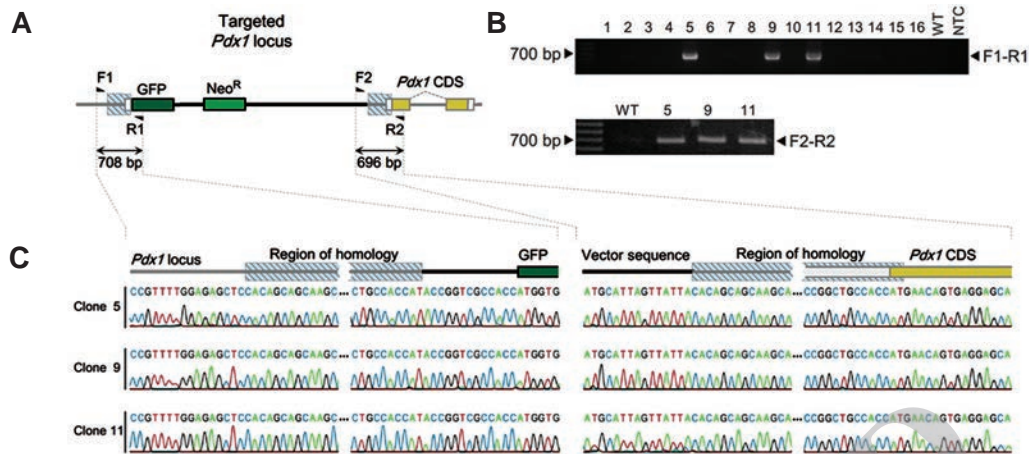 A
Targeted
Pdx1 locus
F1
GFP
NeoR
F2
Pdx1 CDS
R1
R2
708 bp
696 bp
B
1 2 3 4 5 6 7 8 9 10 11 12 13 14 15 16 WT NTC
700 bp
F1-R1
WT 5 9 11
700 bp
F2-R2
C
Pdx1 locus
Region of homology
GFP
Vector sequence
Region of homology
Pdx1 CDS
Clone 5
CCGTTTTGGAGAGCTCCACAGCAGCAAGC... CTGCCACCATACCGGTCGCCACCATGGTG
ATGCATTAGTTATTACACAGCAGCAAGCA...CCGGCTGCCACCATGAACAGTGAGGAGCA
Clone 9
CCGTTTTGGAGAGCTCCACAGCAGCAAGC... CTGCCACCATACCGGTCGCCACCATGGTG
ATGCATTAGTTATTACACAGCAGCAAGCA...CCGGCTGCCACCATGAACAGTGAGGAGCA
Clone 11
CCGTTTTGGAGAGCTCCACAGCAGCAAGC... CTGCCACCATACCGGTCGCCACCATGGTG
ATGCATTAGTTATTACACAGCAGCAAGCA...CCGGCTGCCACCATGAACAGTGAGGAGCA